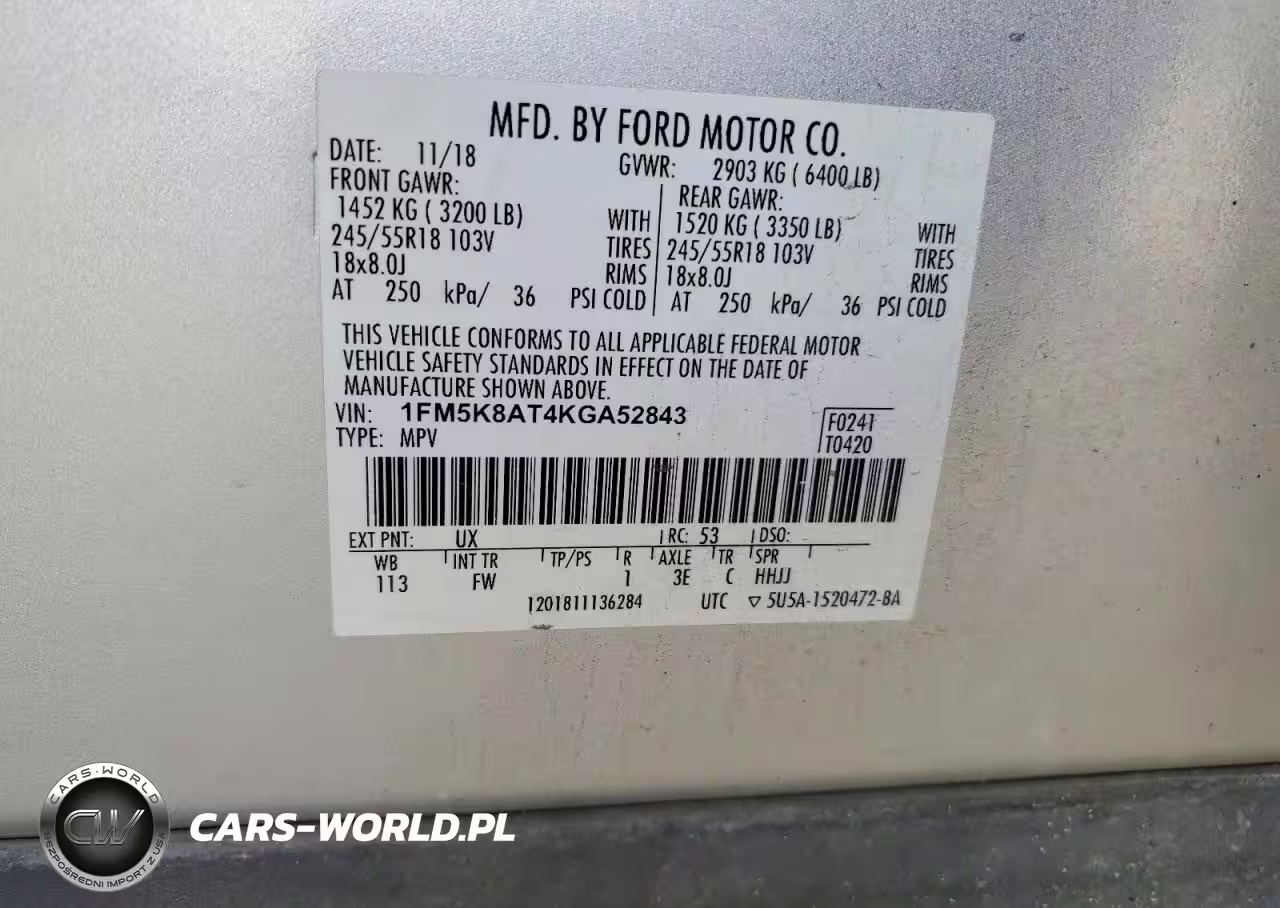 MFD. BY FORD MOTOR CO.
DATE: 11/18 GVWR: 2903 KG ( 6400 LB)
FRONT GAWR: REAR GAWR:
1452 KG ( 3200 LB) WITH 1520 KG ( 3350 LB) WITH
245/55R18 103V TIRES 245/55R18 103V TIRES
18x8.0J RIMS 18x8.0J RIMS
AT 250 kPa/ 36 PSI COLD AT 250 kPa/ 36 PSI COLD
THIS VEHICLE CONFORMS TO ALL APPLICABLE FEDERAL MOTOR
VEHICLE SAFETY STANDARDS IN EFFECT ON THE DATE OF
MANUFACTURE SHOWN ABOVE.
VIN: 1FM5K8AT4KGA52843 F0241
TYPE: MPV T0420
EXT PNT: UX RC: 53 DSO:
WB INT TR TP/PS R AXLE TR SPR
113 FW 1 3E C HHJJ
1201811136284 UTC ▽ 5U5A-1520472-BA
CARS-WORLD
CW
BEZPOŚREDNI IMPORT Z USA
CARS-WORLD.PL